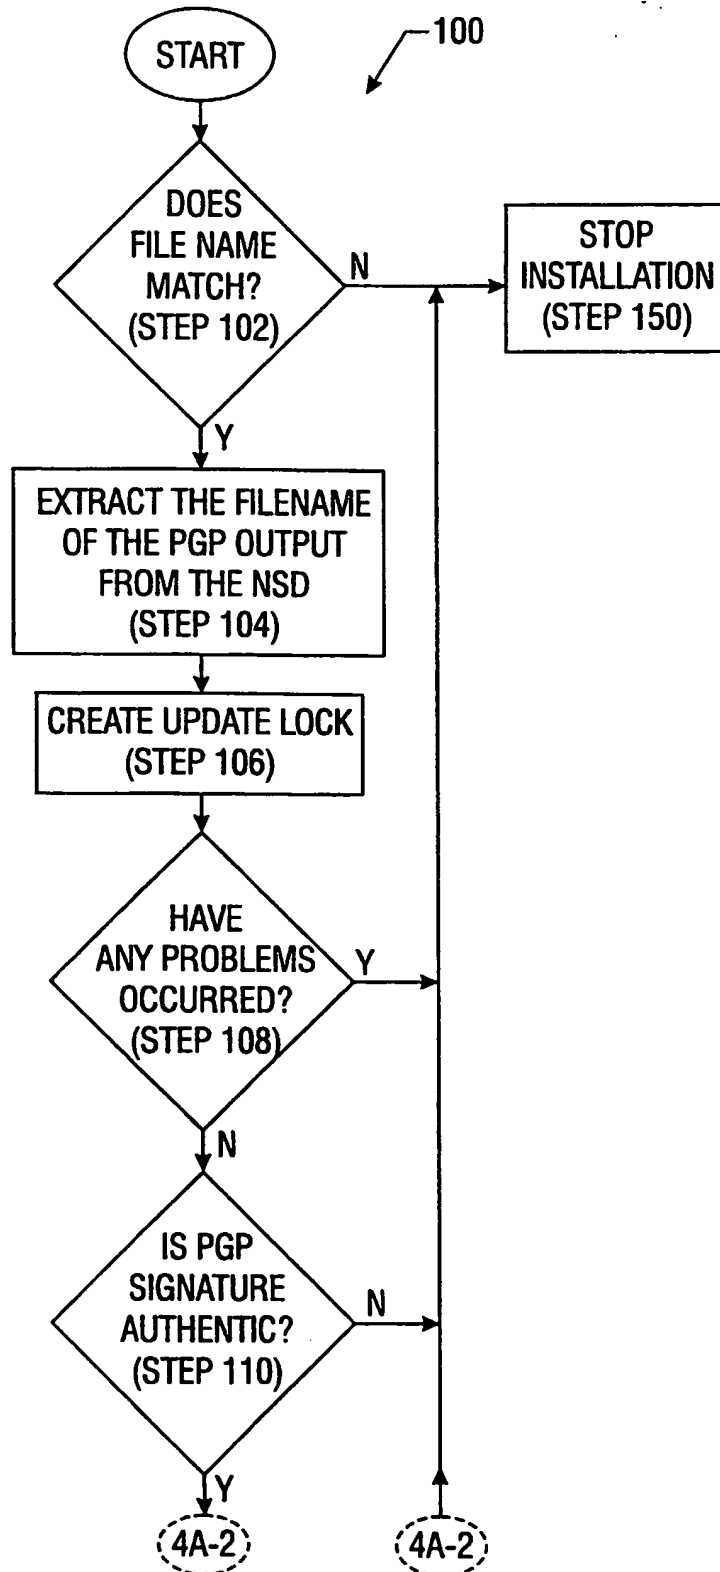 START
100
DOES
FILE NAME
MATCH?
(STEP 102)
N
STOP
INSTALLATION
(STEP 150)
Y
EXTRACT THE FILENAME
OF THE PGP OUTPUT
FROM THE NSD
(STEP 104)
CREATE UPDATE LOCK
(STEP 106)
HAVE
ANY PROBLEMS
OCCURRED?
(STEP 108)
Y
N
IS PGP
SIGNATURE
AUTHENTIC?
(STEP 110)
N
Y
4A-2
4A-2